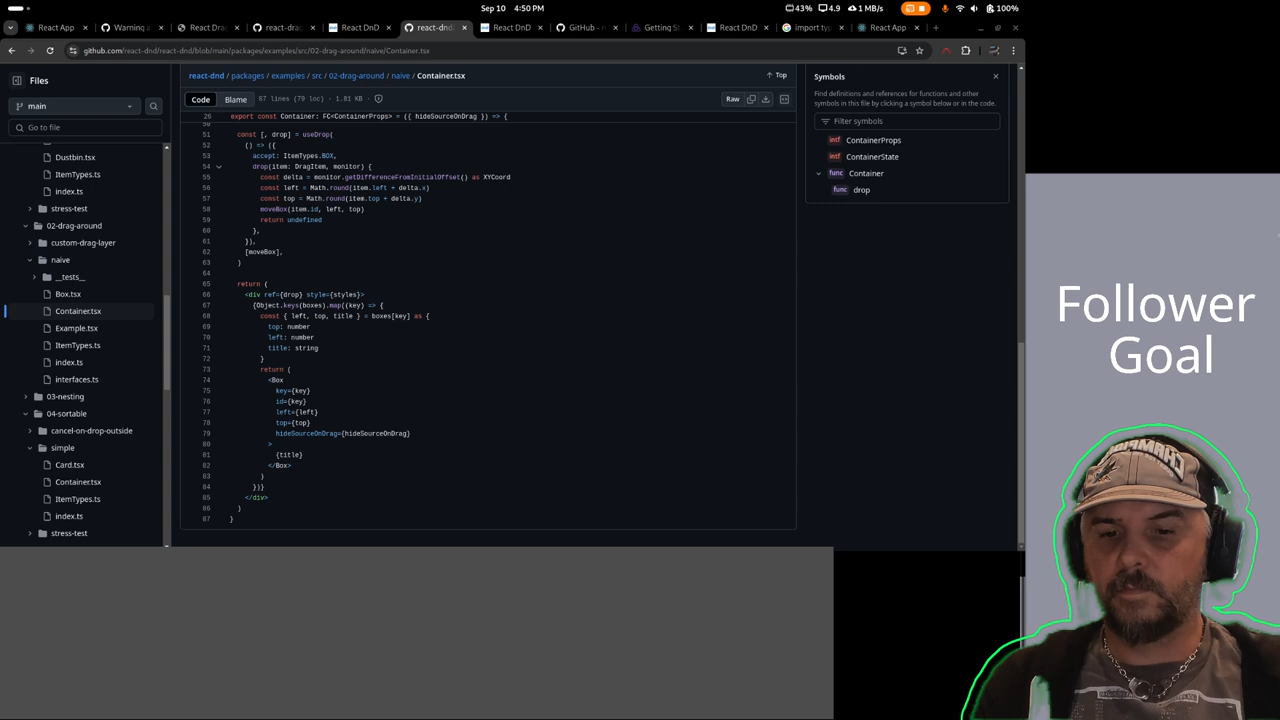 Sep 10 4:50 PM
43% 4.9 1 MB/s 100%
React App
Warning a
React Dra
react-dra
React DnD
react-dnd
React DnD
GitHub - r
Getting St
React DnD
import typ
React App
github.com/react-dnd/react-dnd/blob/main/packages/examples/src/02-drag-around/naive/Container.tsx
Files
main
Go to file
Dustbin.tsx
ItemTypes.ts
index.ts
stress-test
02-drag-around
custom-drag-layer
naive
__tests__
Box.tsx
Container.tsx
Example.tsx
ItemTypes.ts
index.ts
interfaces.ts
03-nesting
04-sortable
cancel-on-drop-outside
simple
Card.tsx
Container.tsx
ItemTypes.ts
index.ts
stress-test
react-dnd / packages / examples / src / 02-drag-around / naive / Container.tsx
Top
Code Blame 87 lines (79 loc) · 1.81 KB
Raw
26 export const Container: FC<ContainerProps> = ({ hideSourceOnDrag }) => {
50
51 const [, drop] = useDrop(
52 () => ({
53 accept: ItemTypes.BOX,
54 drop(item: DragItem, monitor) {
55 const delta = monitor.getDifferenceFromInitialOffset() as XYCoord
56 const left = Math.round(item.left + delta.x)
57 const top = Math.round(item.top + delta.y)
58 moveBox(item.id, left, top)
59 return undefined
60 },
61 }),
62 [moveBox],
63 )
64
65 return (
66 <div ref={drop} style={styles}>
67 {Object.keys(boxes).map((key) => {
68 const { left, top, title } = boxes[key] as {
69 top: number
70 left: number
71 title: string
72 }
73 return (
74 <Box
75 key={key}
76 id={key}
77 left={left}
78 top={top}
79 hideSourceOnDrag={hideSourceOnDrag}
80 >
81 {title}
82 </Box>
83 )
84 })}
85 </div>
86 )
87 }
Symbols
Find definitions and references for functions and other
symbols in this file by clicking a symbol below or in the code.
Filter symbols
intf ContainerProps
intf ContainerState
func Container
func drop
Follower
Goal